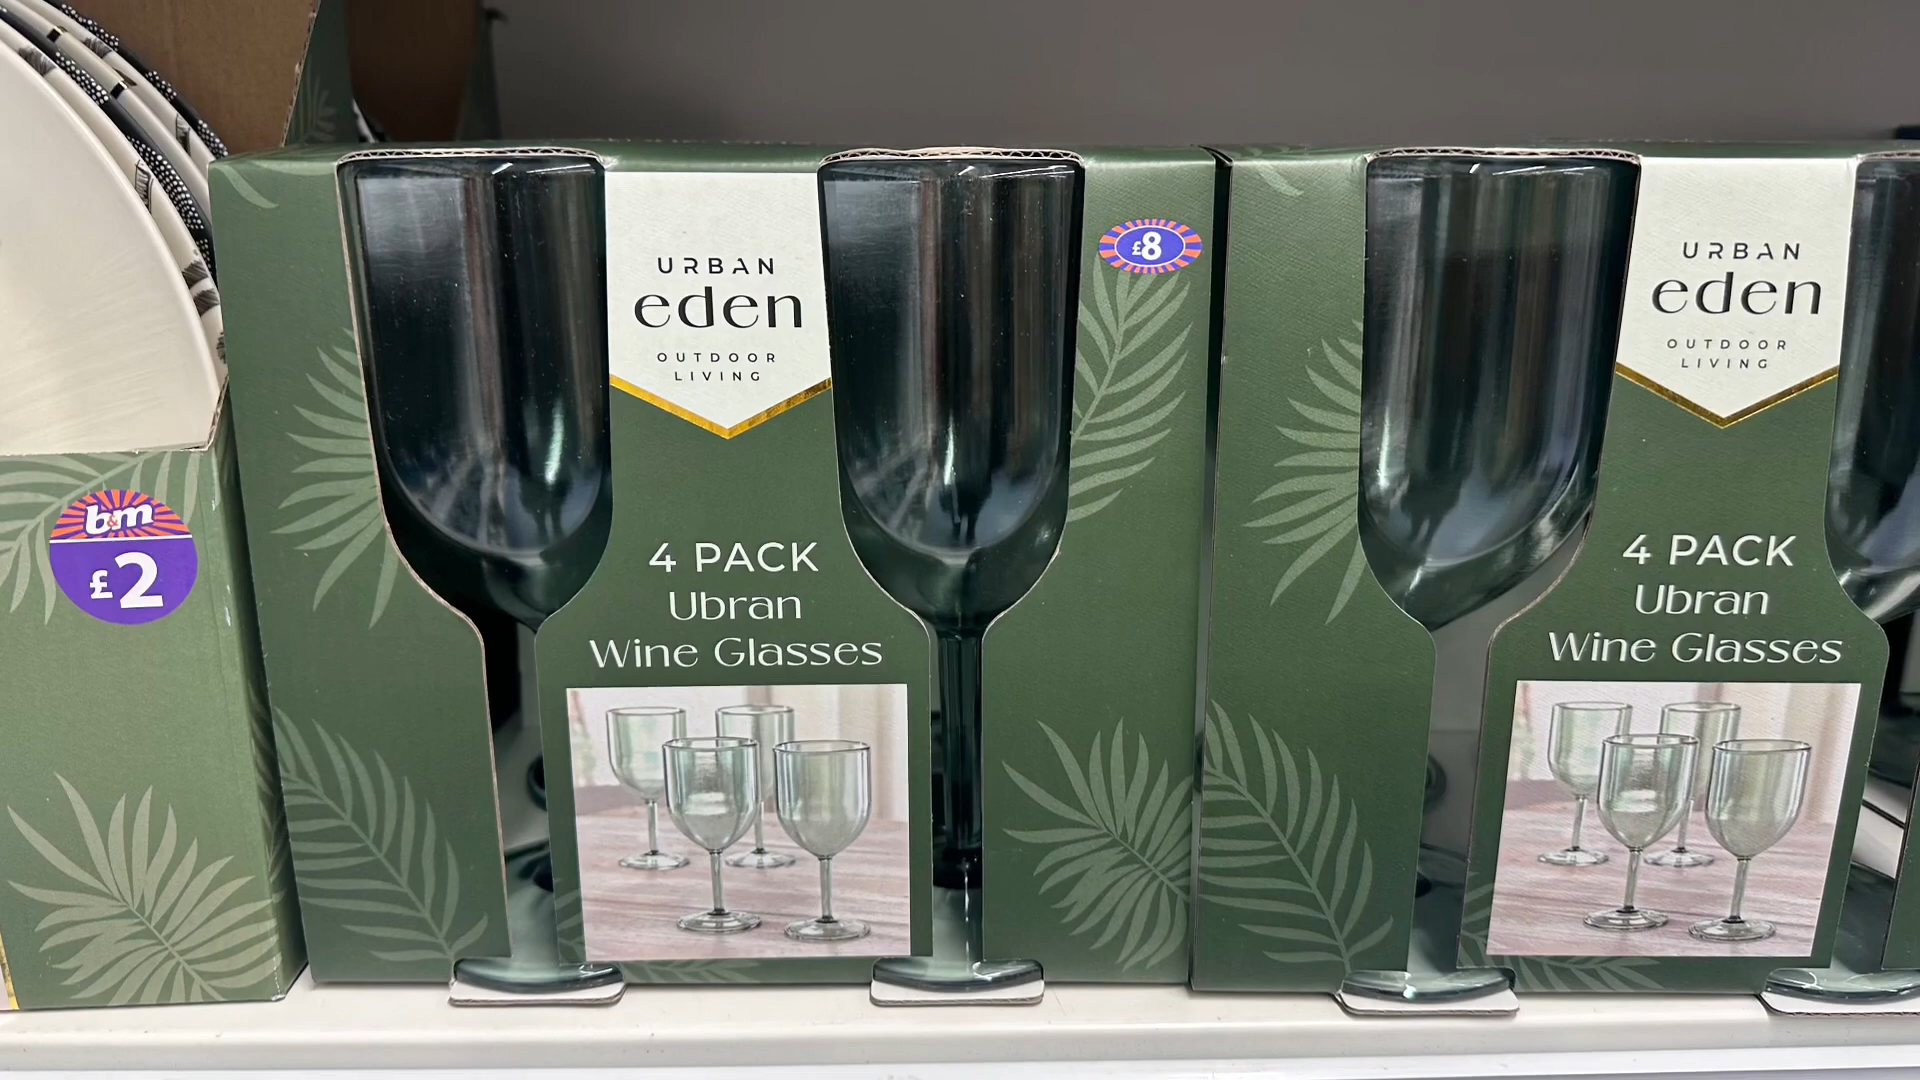 b&m
£2
URBAN
eden
OUTDOOR
LIVING
£8
4 PACK
Ubran
Wine Glasses
URBAN
eden
OUTDOOR
LIVING
4 PACK
Ubran
Wine Glasses